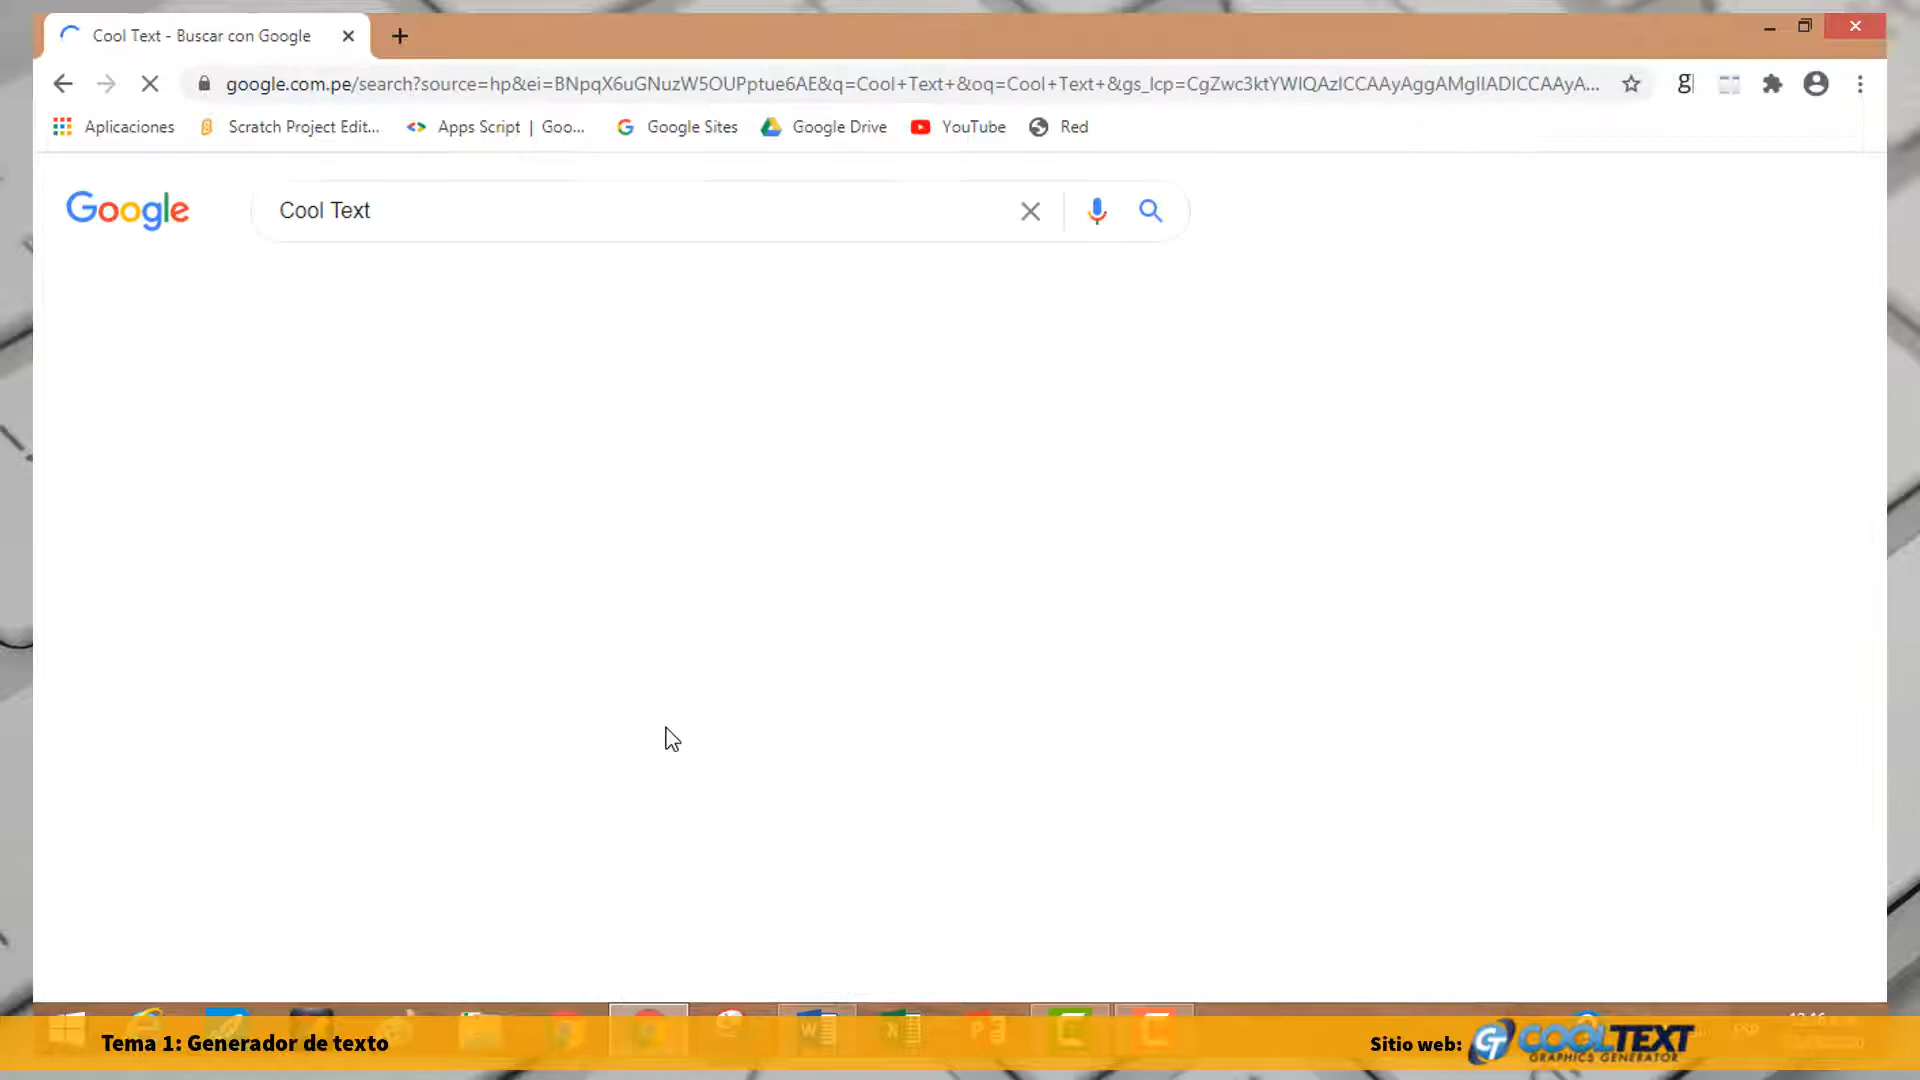 Cool Text - Buscar con Google
google.com.pe/search?source=hp&ei=BNpqX6uGNuzW5OUPptue6AE&q=Cool+Text+&oq=Cool+Text+&gs_lcp=CgZwc3ktYWIQAzICCAAyAggAMgIIADICCAAyA...
g
Aplicaciones Scratch Project Edit... Apps Script | Goo... Google Sites Google Drive YouTube Red
Google Cool Text
Tema 1: Generador de texto
Sitio web: CT COOLTEXT
GRAPHICS GENERATOR